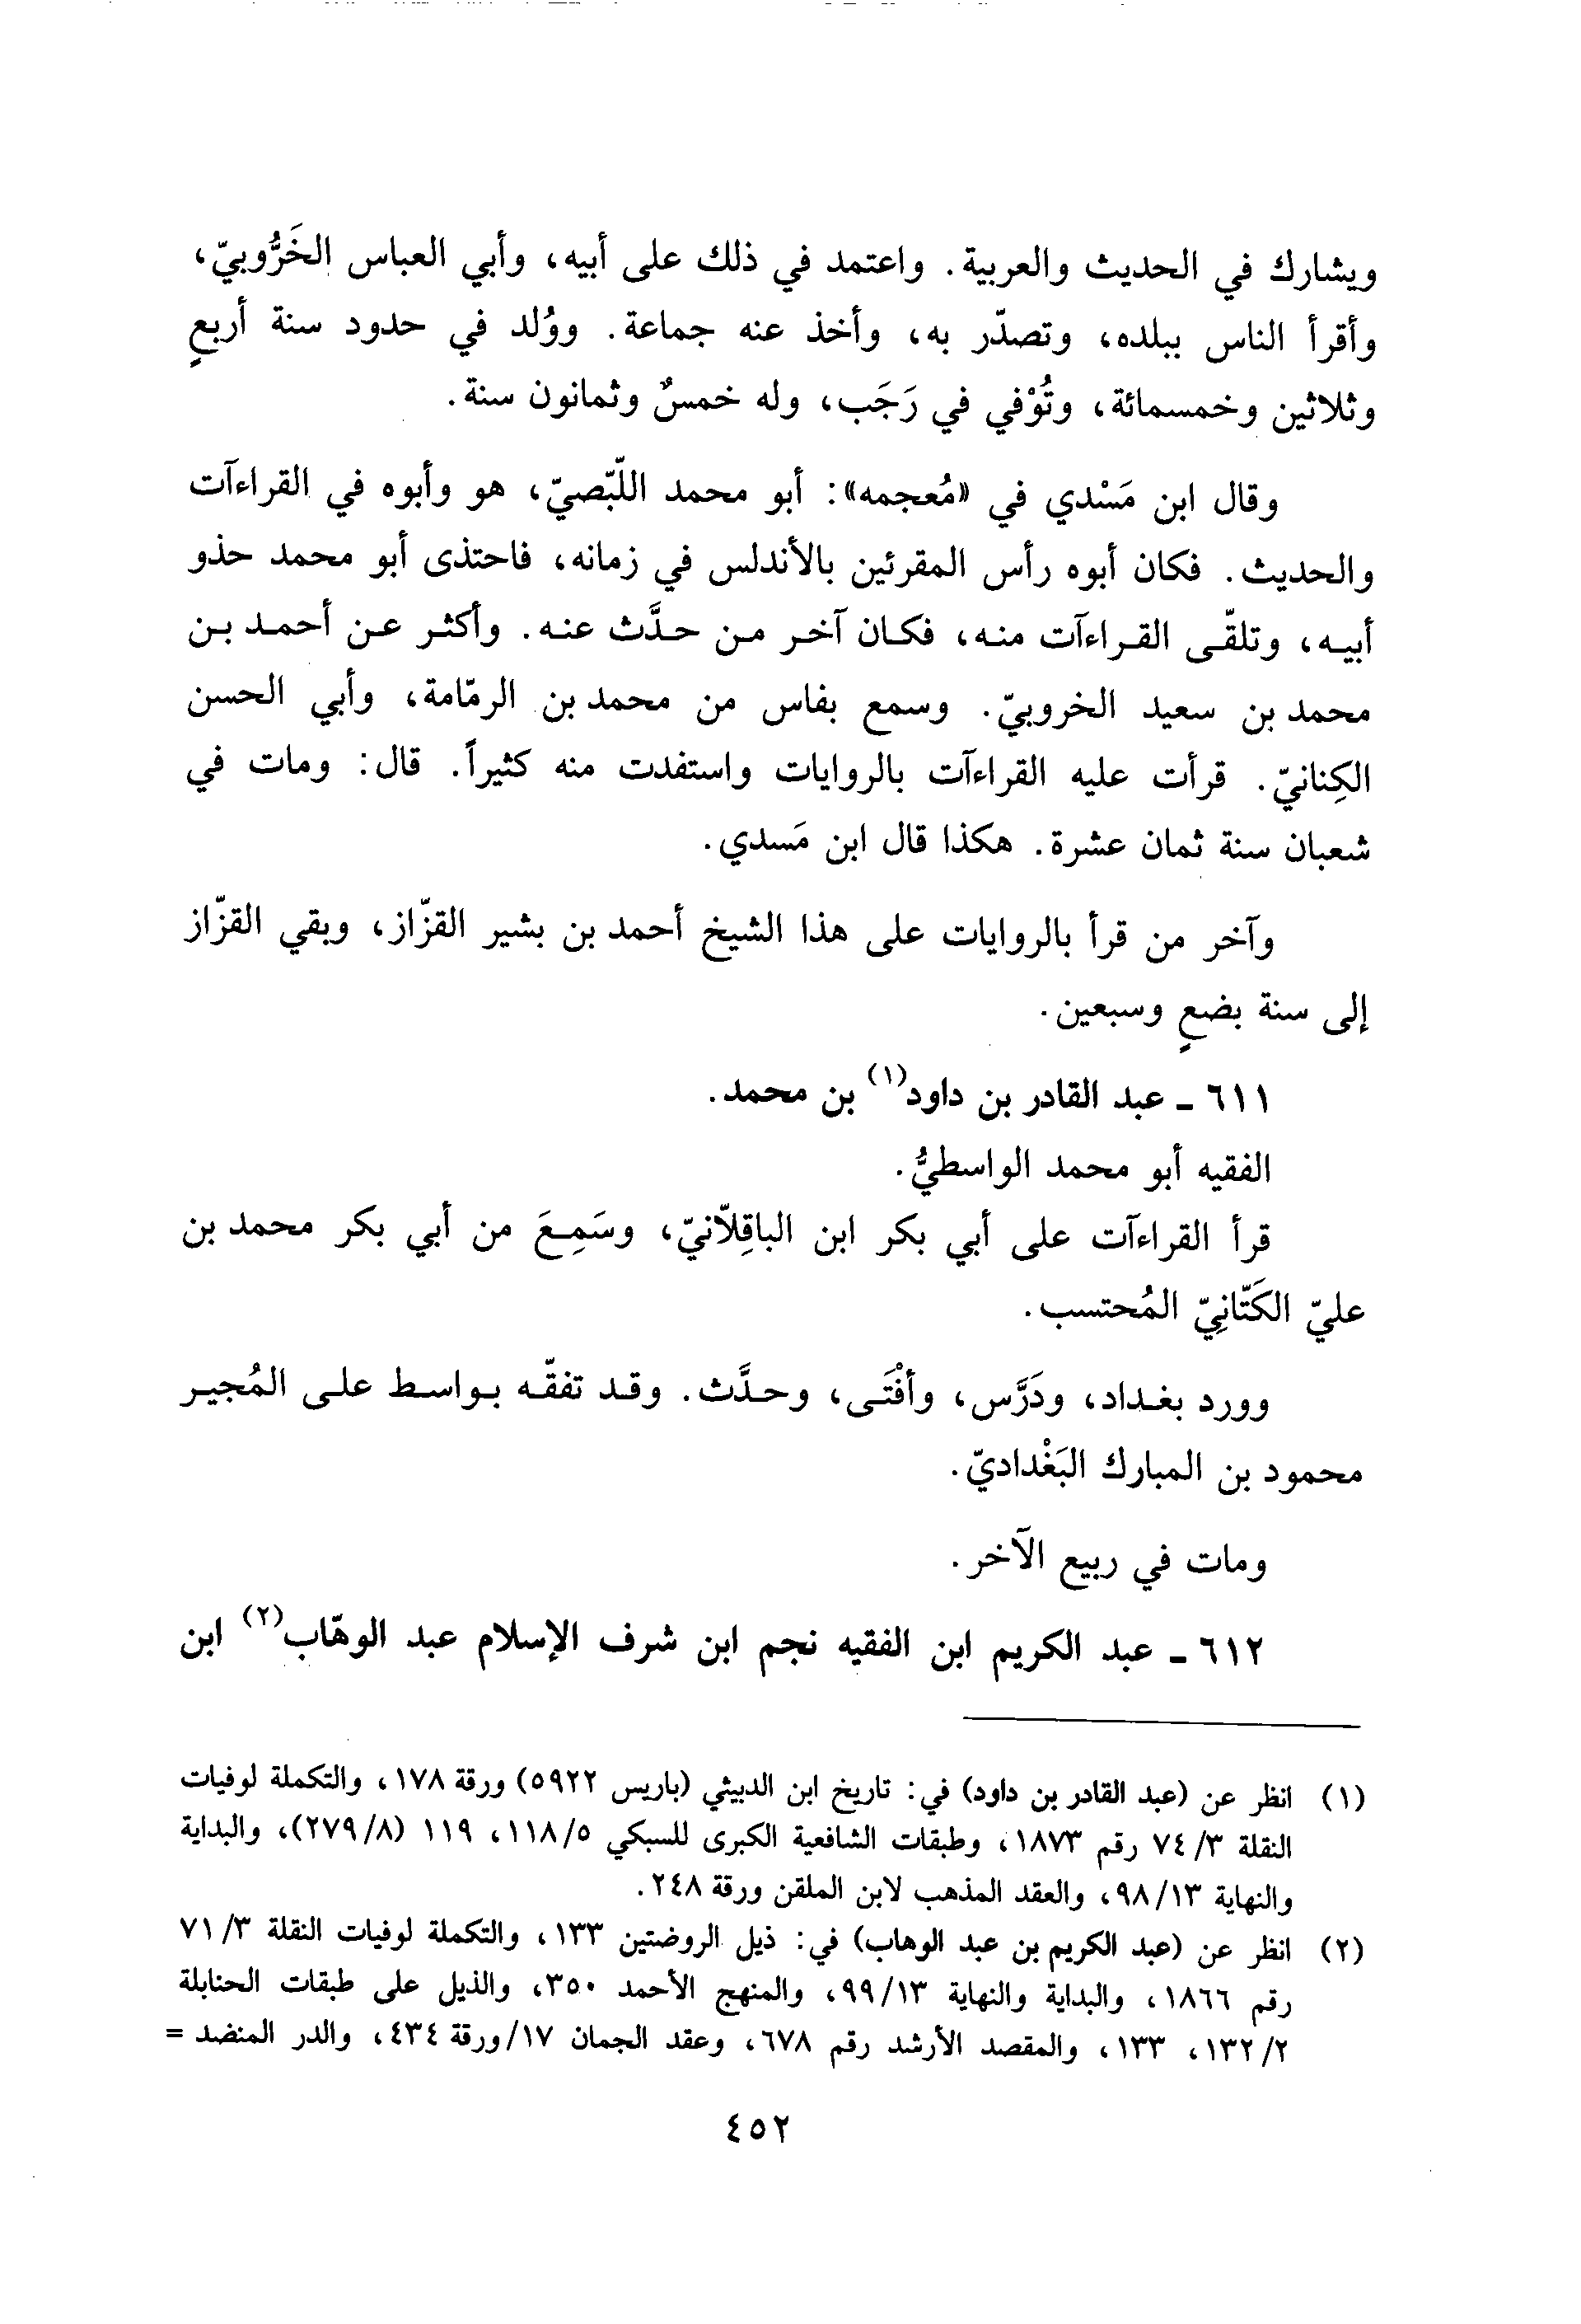 ويشارك في الحديث والعربية. واعتمد في ذلك على أبيه، وأبي العباس الخَرُّوبيّ،
وأقرأ الناس ببلده، وتصدّر به، وأخذ عنه جماعة. ووُلد في حدود سنة أربعٍ
وثلاثين وخمسمائة، وتُوْفي في رَجَب، وله خمسٌ وثمانون سنة.
وقال ابن مَسْدي في «مُعجمه»: أبو محمد اللّبّصيّ، هو وأبوه في القراءآت
والحديث. فكان أبوه رأس المقرئين بالأندلس في زمانه، فاحتذى أبو محمد حذو
أبيه، وتلقّى القراءآت منه، فكان آخر من حدَّث عنه. وأكثر عن أحمد بن
محمد بن سعيد الخروبيّ. وسمع بفاس من محمد بن الرمّامة، وأبي الحسن
الكِنانيّ. قرأت عليه القراءآت بالروايات واستفدت منه كثيراً. قال: ومات في
شعبان سنة ثمان عشرة. هكذا قال ابن مَسدي.
وآخر من قرأ بالروايات على هذا الشيخ أحمد بن بشير القزّاز، وبقي القزّاز
إلى سنة بضعٍ وسبعين.
٦١١ - عبد القادر بن داود(١) بن محمد.
الفقيه أبو محمد الواسطيُّ.
قرأ القراءآت على أبي بكر ابن الباقِلاّنيّ، وسَمِعَ من أبي بكر محمد بن
عليّ الكَتّانِيّ المُحتسب.
وورد بغداد، ودَرَّس، وأفْتَى، وحدَّث. وقد تفقّه بواسط على المُجير
محمود بن المبارك البَغْداديّ.
ومات في ربيع الآخر.
٦١٢ - عبد الكريم ابن الفقيه نجم ابن شرف الإسلام عبد الوهّاب(٢) ابن
(١) انظر عن (عبد القادر بن داود) في: تاريخ ابن الدبيثي (باريس ٥٩٢٢) ورقة ١٧٨، والتكملة لوفيات
النقلة ٧٤/٣ رقم ١٨٧٣، وطبقات الشافعية الكبرى للسبكي ١١٨/٥، ١١٩ (٢٧٩/٨)، والبداية
والنهاية ٩٨/١٣، والعقد المذهب لابن الملقن ورقة ٢٤٨.
(٢) انظر عن (عبد الكريم بن عبد الوهاب) في: ذيل الروضتين ١٣٣، والتكملة لوفيات النقلة ٧١/٣
رقم ١٨٦٦، والبداية والنهاية ٩٩/١٣، والمنهج الأحمد ٣٥٠، والذيل على طبقات الحنابلة
١٣٢/٢، ١٣٣، والمقصد الأرشد رقم ٦٧٨، وعقد الجمان ١٧/ورقة ٤٣٤، والدر المنضد =
٤٥٢